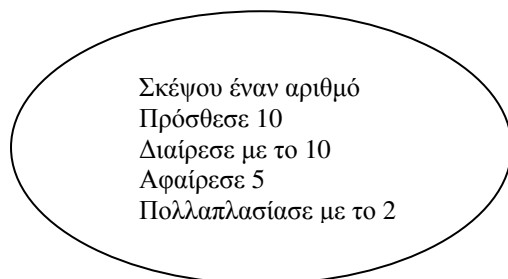 Σκέψου έναν αριθμό
Πρόσθεσε 10
Διαίρεσε με το 10
Αφαίρεσε 5
Πολλαπλασίασε με το 2